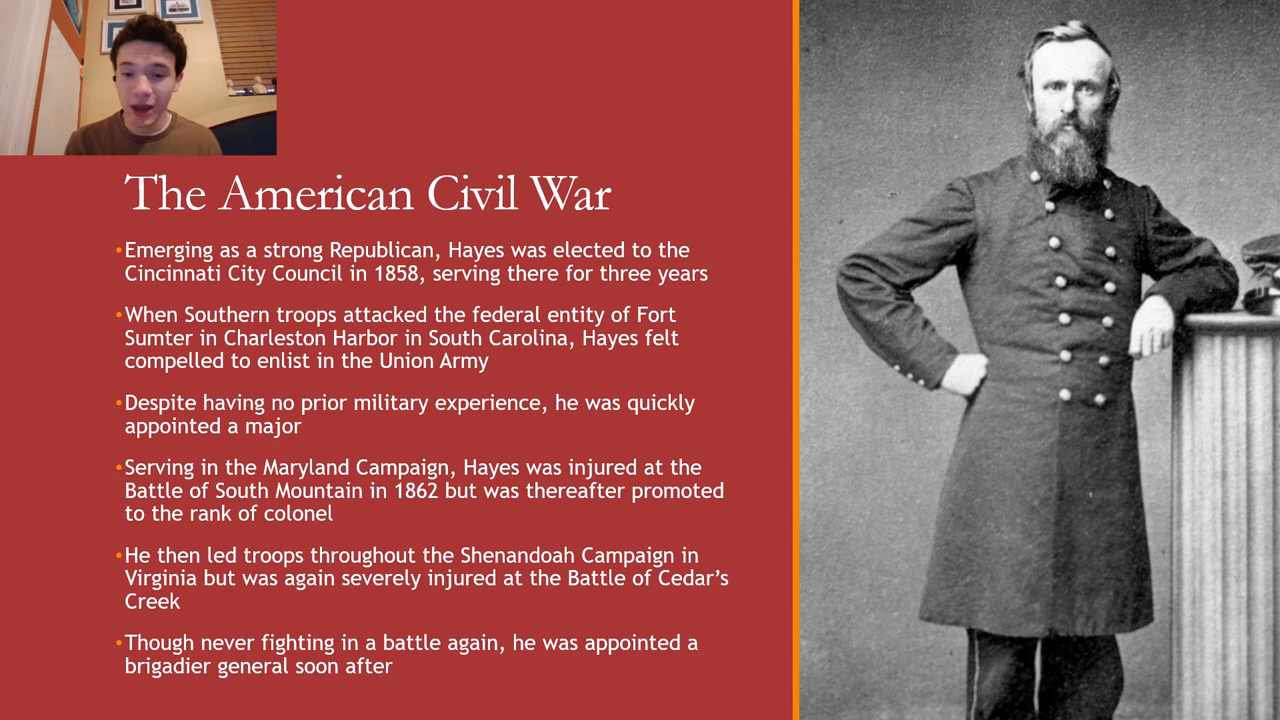 The American Civil War
•Emerging as a strong Republican, Hayes was elected to the
Cincinnati City Council in 1858, serving there for three years
•When Southern troops attacked the federal entity of Fort
Sumter in Charleston Harbor in South Carolina, Hayes felt
compelled to enlist in the Union Army
•Despite having no prior military experience, he was quickly
appointed a major
•Serving in the Maryland Campaign, Hayes was injured at the
Battle of South Mountain in 1862 but was thereafter promoted
to the rank of colonel
•He then led troops throughout the Shenandoah Campaign in
Virginia but was again severely injured at the Battle of Cedar’s
Creek
•Though never fighting in a battle again, he was appointed a
brigadier general soon after